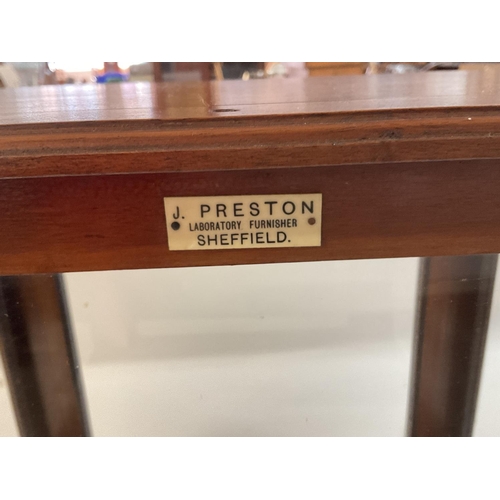 J. PRESTON
LABORATORY FURNISHER
SHEFFIELD.